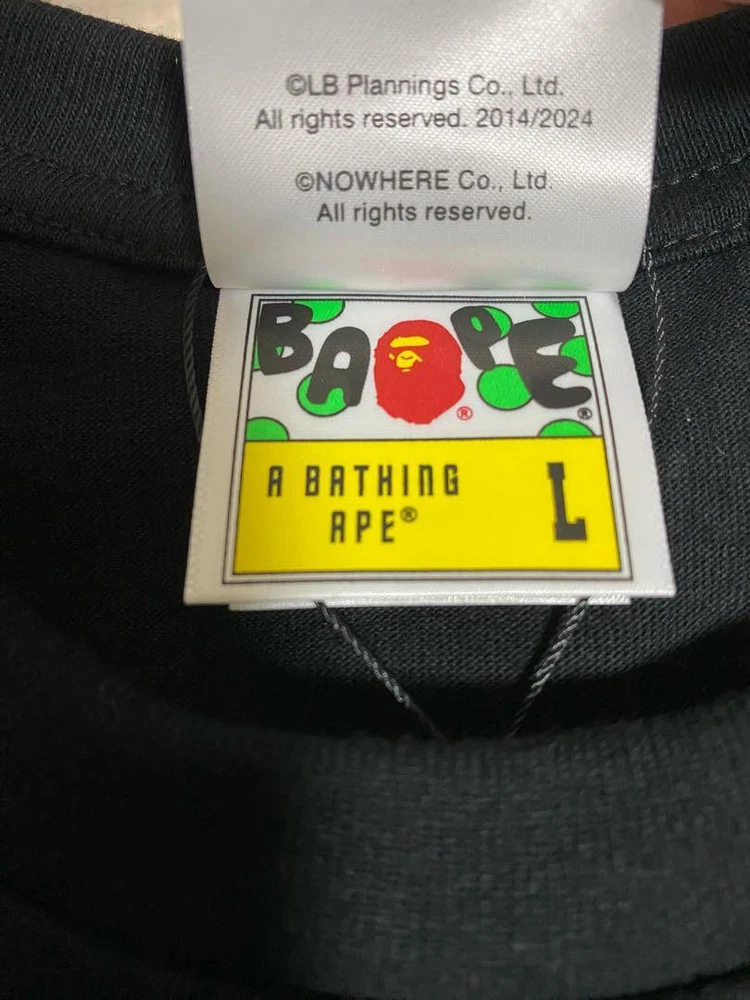 ©LB Plannings Co., Ltd.
All rights reserved. 2014/2024
©NOWHERE Co., Ltd.
All rights reserved.
BAPE®
®
A BATHING
APE®
L